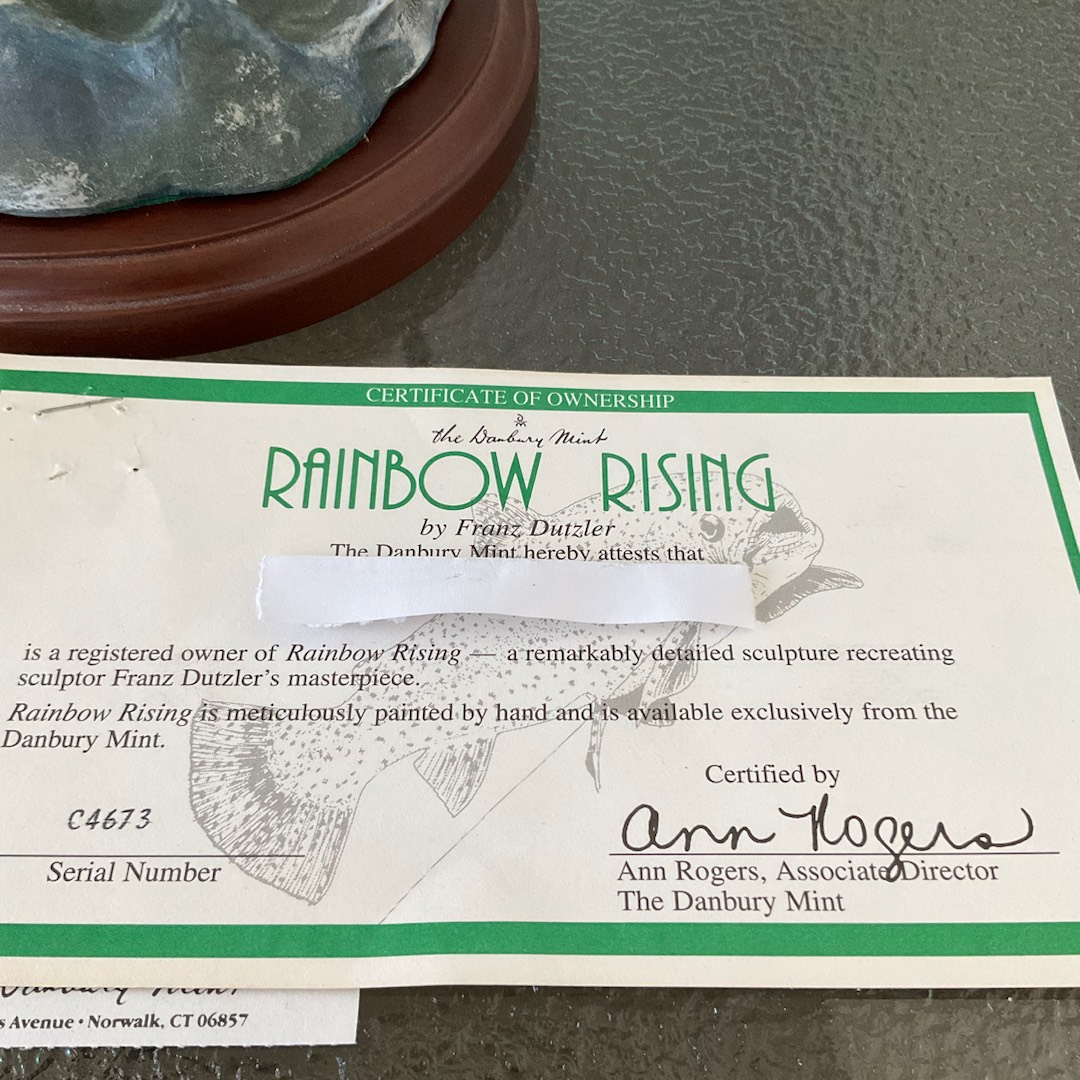 CERTIFICATE OF OWNERSHIP
DM
the Danbury Mint
RAINBOW RISING
by Franz Dutzler
The Danbury Mint hereby attests that
is a registered owner of Rainbow Rising — a remarkably detailed sculpture recreating
sculptor Franz Dutzler's masterpiece.
Rainbow Rising is meticulously painted by hand and is available exclusively from the
Danbury Mint.
Certified by
C4673
Ann Rogers
Serial Number
Ann Rogers, Associate Director
The Danbury Mint
Danbury Mint
Avenue • Norwalk, CT 06857